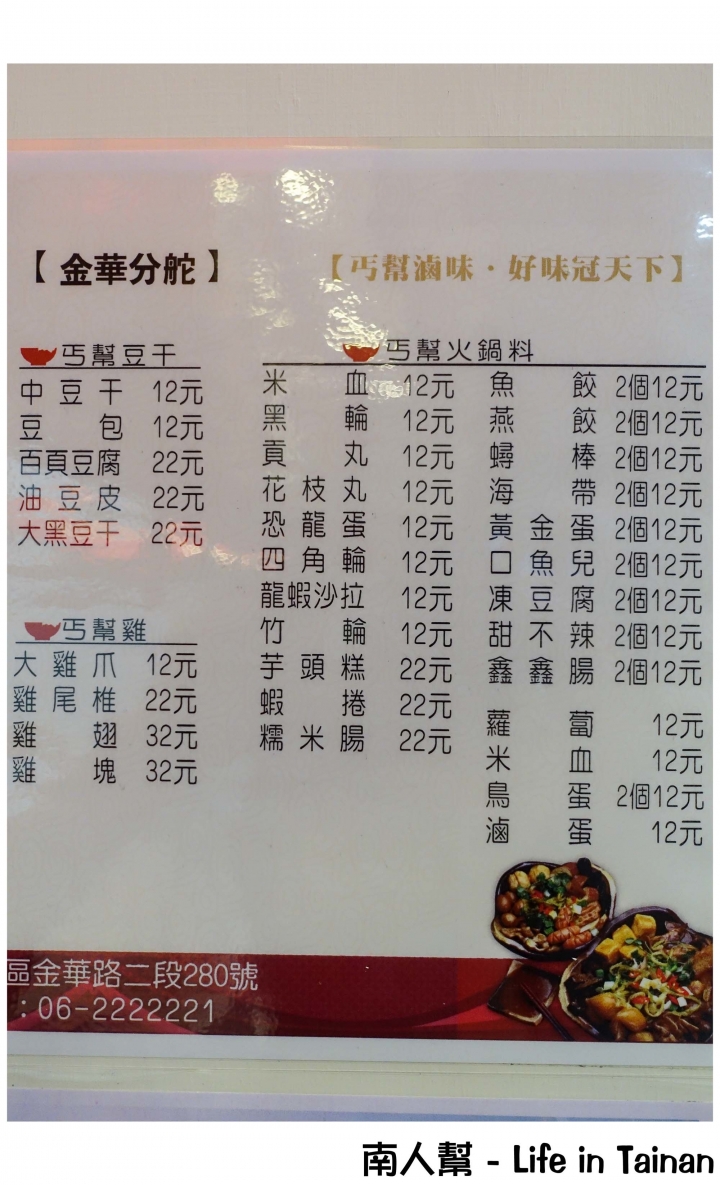 【金華分舵】
【丐幫滷味·好味冠天下】
丐幫豆干
中豆干 12元
豆包 12元
百頁豆腐 22元
油豆皮 22元
大黑豆干 22元
丐幫雞
大雞爪 12元
雞尾椎 22元
雞翅 32元
雞塊 32元
丐幫火鍋料
米血 12元
黑輪 12元
貢丸 12元
花枝丸 12元
恐龍蛋 12元
四角輪 12元
龍蝦沙拉 12元
竹輪 12元
芋頭糕 22元
蝦捲 22元
糯米腸 22元
魚餃 2個12元
燕餃 2個12元
蟳棒 2個12元
海帶 2個12元
黃金蛋 2個12元
口魚兒 2個12元
凍豆腐 2個12元
甜不辣 2個12元
鑫鑫腸 2個12元
蘿蔔 12元
米血 12元
鳥蛋 2個12元
滷蛋 12元
區金華路二段280號
:06-2222221
南人幫 - Life in Tainan